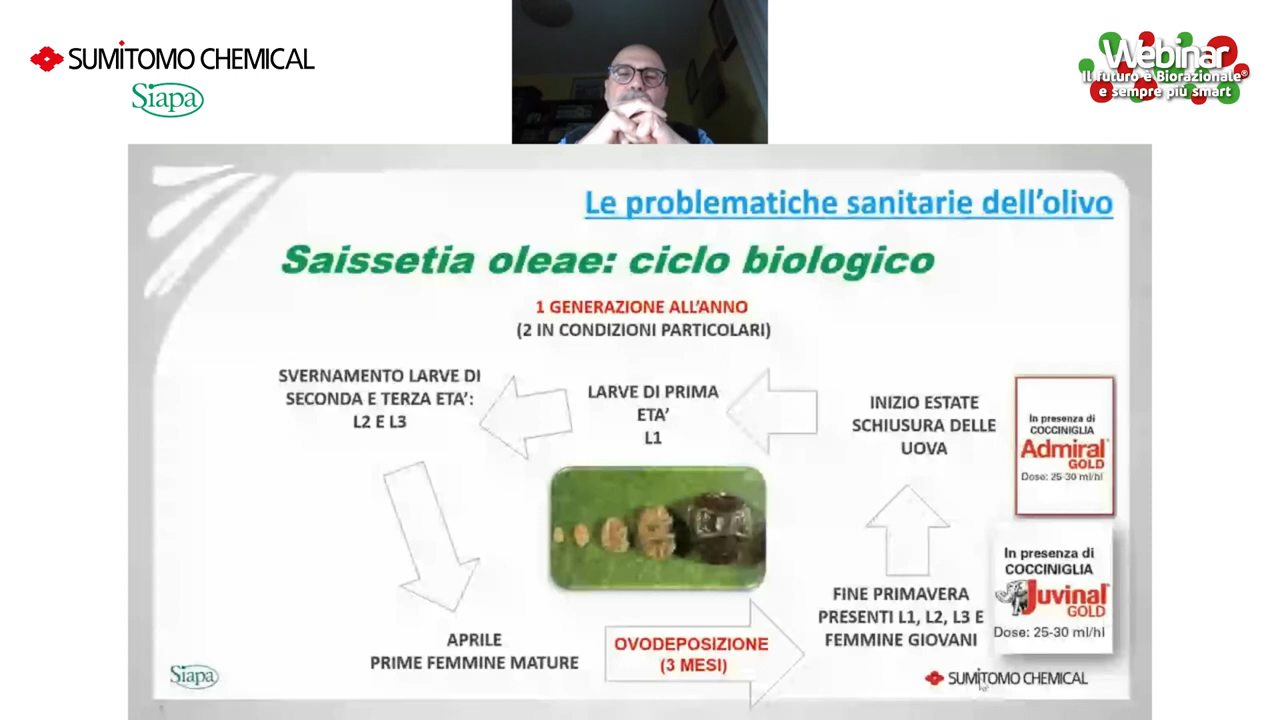 SUMITOMO CHEMICAL
Siapa
Webinar
Il futuro è Biorazionale®
e sempre più smart
Le problematiche sanitarie dell'olivo
Saissetia oleae: ciclo biologico
1 GENERAZIONE ALL'ANNO
(2 IN CONDIZIONI PARTICOLARI)
SVERNAMENTO LARVE DI
SECONDA E TERZA ETA':
L2 E L3
LARVE DI PRIMA
ETA'
L1
INIZIO ESTATE
SCHIUSURA DELLE
UOVA
In presenza di
COCCINIGLIA
Admiral
GOLD
Dose: 25-30 ml/hl
FINE PRIMAVERA
PRESENTI L1, L2, L3 E
FEMMINE GIOVANI
In presenza di
COCCINIGLIA
Juvinal
GOLD
Dose: 25-30 ml/hl
APRILE
PRIME FEMMINE MATURE
OVODEPOSIZIONE
(3 MESI)
Siapa
SUMITOMO CHEMICAL